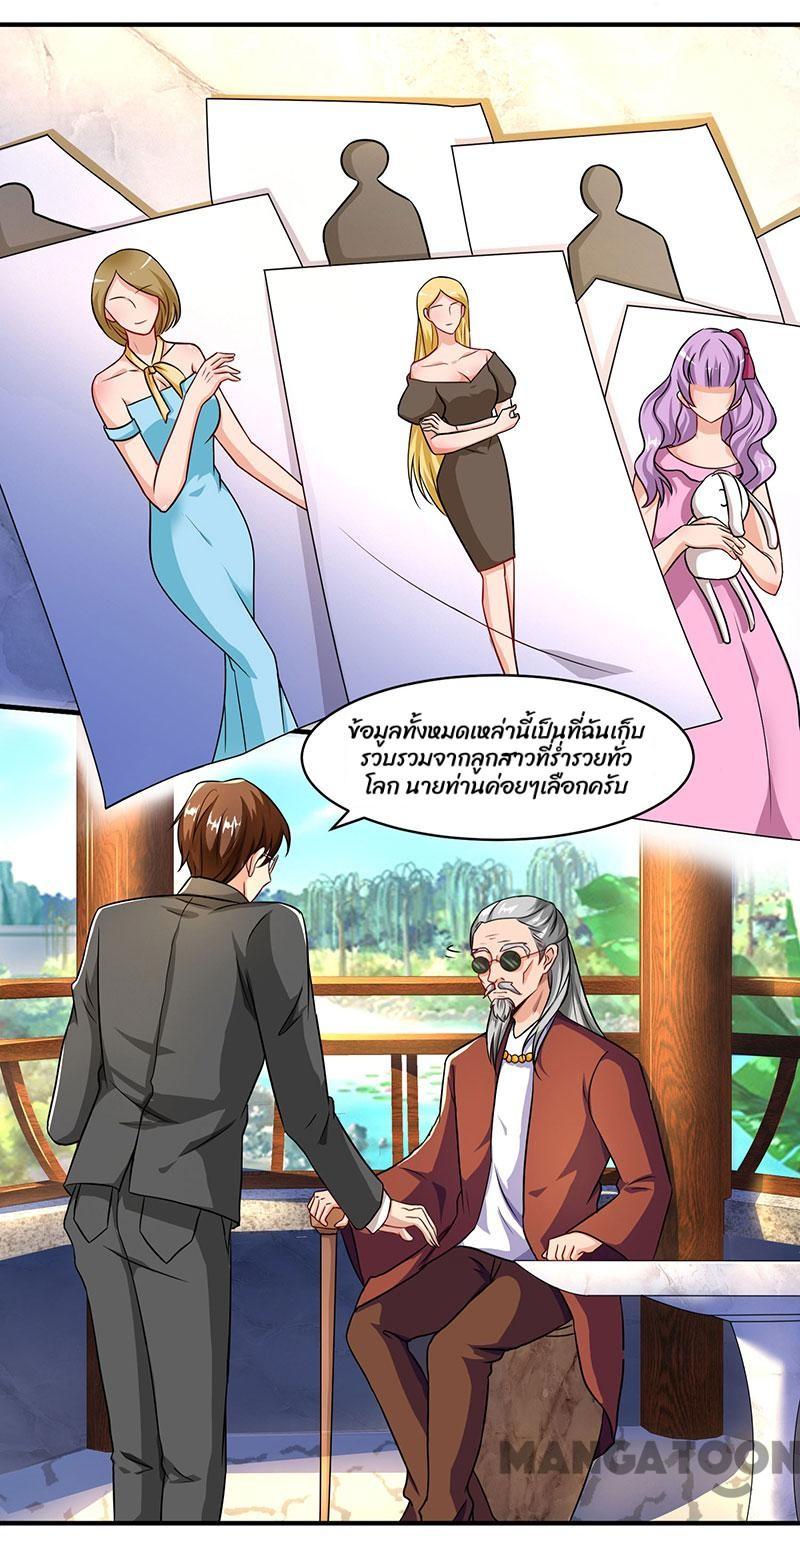 ข้อมูลทั้งหมดเหล่านี้เป็นที่ฉันเก็บ
รวบรวมจากลูกสาวที่ร่ำรวยทั่ว
โลก นายท่านค่อยๆเลือกครับ
MANGATOON